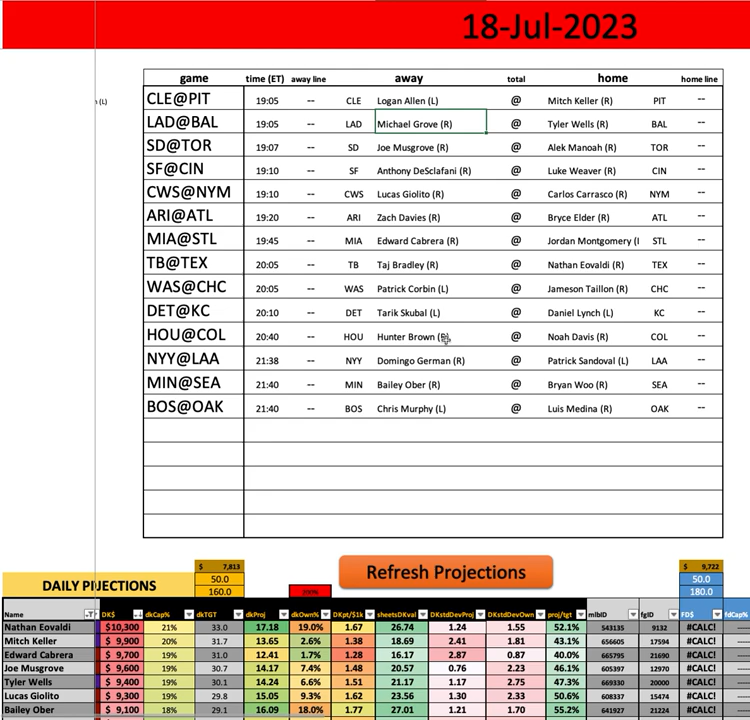 18-Jul-2023
game time (ET) away line away total home home line
(L)
CLE@PIT 19:05 -- CLE Logan Allen (L) @ Mitch Keller (R) PIT --
LAD@BAL 19:05 -- LAD Michael Grove (R) @ Tyler Wells (R) BAL --
SD@TOR 19:07 -- SD Joe Musgrove (R) @ Alek Manoah (R) TOR --
SF@CIN 19:10 -- SF Anthony DeSclafani (R) @ Luke Weaver (R) CIN --
CWS@NYM 19:10 -- CWS Lucas Giolito (R) @ Carlos Carrasco (R) NYM --
ARI@ATL 19:20 -- ARI Zach Davies (R) @ Bryce Elder (R) ATL --
MIA@STL 19:45 -- MIA Edward Cabrera (R) @ Jordan Montgomery (l STL --
TB@TEX 20:05 -- TB Taj Bradley (R) @ Nathan Eovaldi (R) TEX --
WAS@CHC 20:05 -- WAS Patrick Corbin (L) @ Jameson Taillon (R) CHC --
DET@KC 20:10 -- DET Tarik Skubal (L) @ Daniel Lynch (L) KC --
HOU@COL 20:40 -- HOU Hunter Brown (R) @ Noah Davis (R) COL --
NYY@LAA 21:38 -- NYY Domingo German (R) @ Patrick Sandoval (L) LAA --
MIN@SEA 21:40 -- MIN Bailey Ober (R) @ Bryan Woo (R) SEA --
BOS@OAK 21:40 -- BOS Chris Murphy (L) @ Luis Medina (R) OAK --
$ 7,813 $ 9,722
DAILY PIJECTIONS 50.0 Refresh Projections 50.0
160.0 180.0
Name DK$ dkCap% dkTGT dkProj dkOwn% DKpt/$1k sheetsDKval DKstdDevProj DKstdDevOwn proj/tgt mlbID fgID FD$ fdCap%
Nathan Eovaldi $10,300 21% 33.0 17.18 19.0% 1.67 26.74 1.24 1.55 52.1% 543135 9132 #CALC!
Mitch Keller $ 9,900 20% 31.7 13.65 2.6% 1.38 18.69 2.41 1.81 43.1% 656605 17594 #CALC!
Edward Cabrera $ 9,700 19% 31.0 12.41 1.7% 1.28 16.17 2.87 0.87 40.0% 665795 21690 #CALC!
Joe Musgrove $ 9,600 19% 30.7 14.17 7.4% 1.48 20.57 0.76 2.25 46.1% 605397 12970 #CALC!
Tyler Wells $ 9,400 19% 30.1 14.24 6.6% 1.51 21.17 1.17 2.73 47.3% 669330 20000 #CALC!
Lucas Giolito $ 9,300 19% 29.8 15.05 9.3% 1.62 23.56 1.30 2.33 50.6% 608337 15474 #CALC!
Bailey Ober $ 9,100 18% 29.1 16.09 18.0% 1.77 27.01 1.21 1.70 55.2% 641927 21224 #CALC!